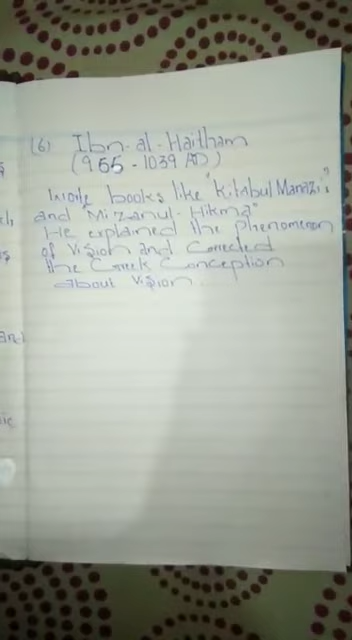 (6) Ibn-al-Haitham
(965 - 1039 AD)
wrote books like "Kitabul Manazi"
and "Mizanul-Hikma"
He explained the phenomenon
of vision and corrected
the Greek Conception
about vision.